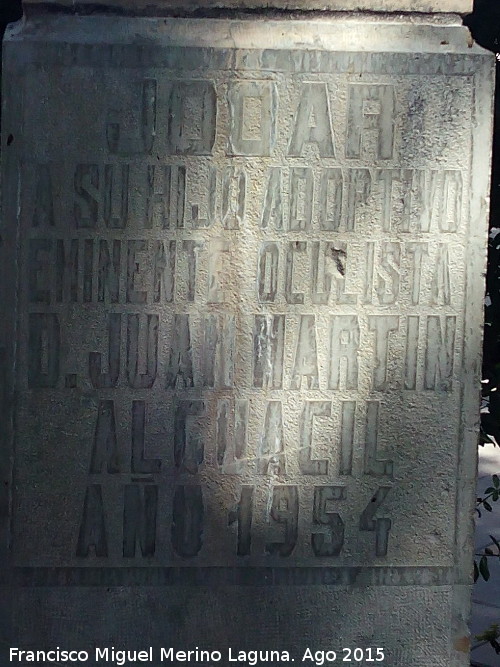 JODAR
A SU HIJO ADOPTIVO
EMINENTE OCULISTA
D. JUAN MARTIN
ALGUACIL
AÑO 1954
Francisco Miguel Merino Laguna. Ago 2015